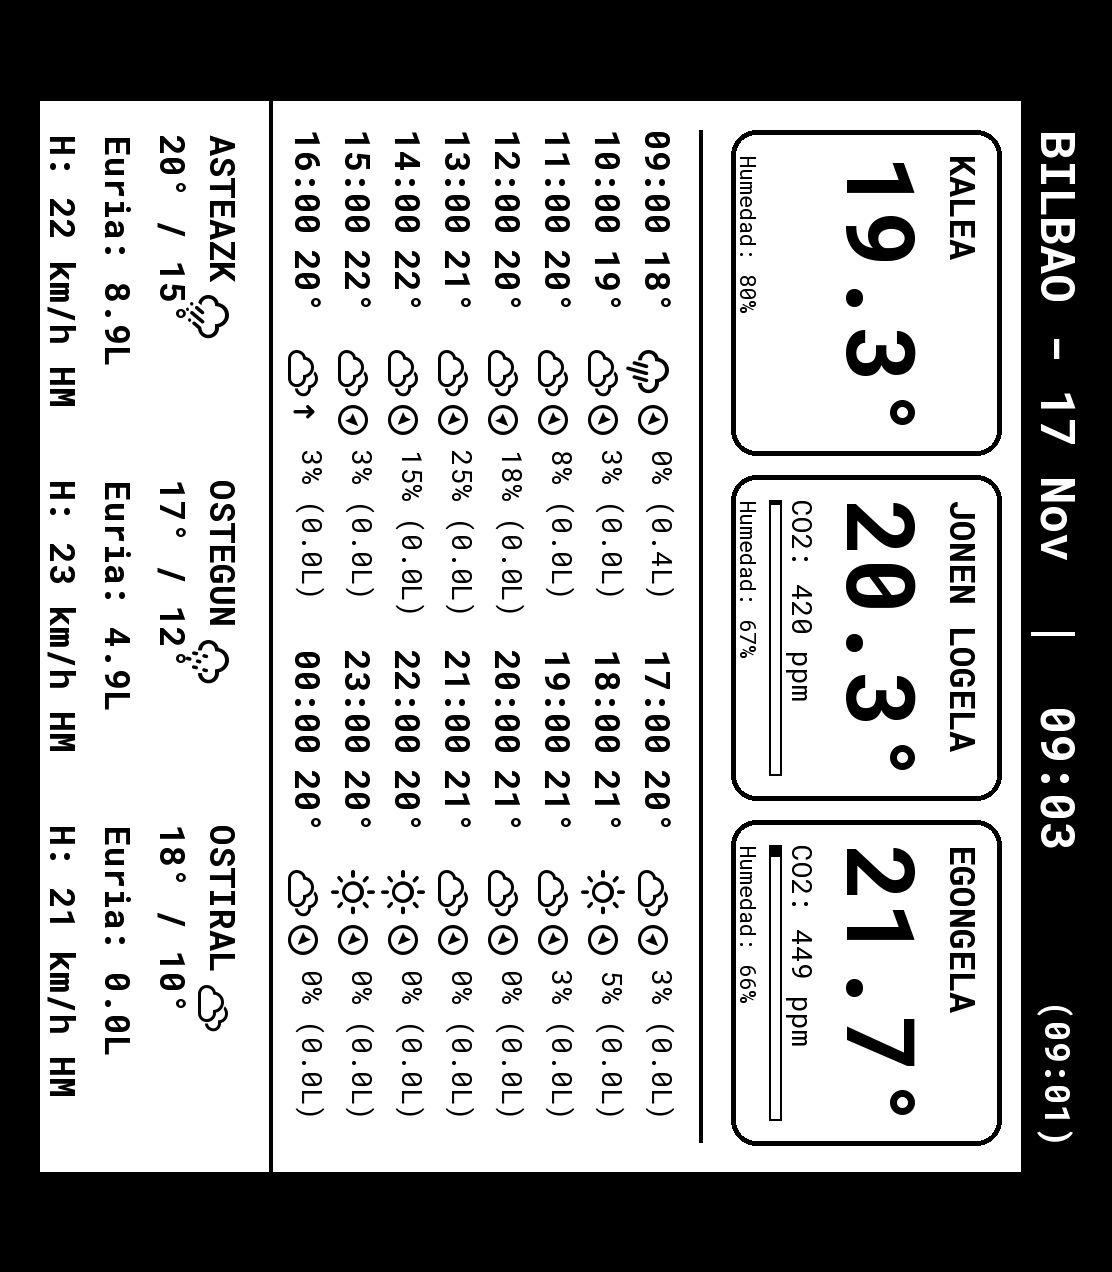 BILBAO - 17 Nov | 09:03 (09:01)
KALEA
19.3°
Humedad: 80%
JONEN LOGELA
20.3°
CO2: 420 ppm
Humedad: 67%
EGONGELA
21.7°
CO2: 449 ppm
Humedad: 66%
09:00 18° 0% (0.4L)
10:00 19° 3% (0.0L)
11:00 20° 8% (0.0L)
12:00 20° 18% (0.0L)
13:00 21° 25% (0.0L)
14:00 22° 15% (0.0L)
15:00 22° 3% (0.0L)
16:00 20° 3% (0.0L)
17:00 20° 3% (0.0L)
18:00 21° 5% (0.0L)
19:00 21° 3% (0.0L)
20:00 21° 0% (0.0L)
21:00 21° 0% (0.0L)
22:00 20° 0% (0.0L)
23:00 20° 0% (0.0L)
00:00 20° 0% (0.0L)
ASTEAZK
20° / 15°
Euria: 8.9L
H: 22 km/h HM
OSTEGUN
17° / 12°
Euria: 4.9L
H: 23 km/h HM
OSTIRAL
18° / 10°
Euria: 0.0L
H: 21 km/h HM